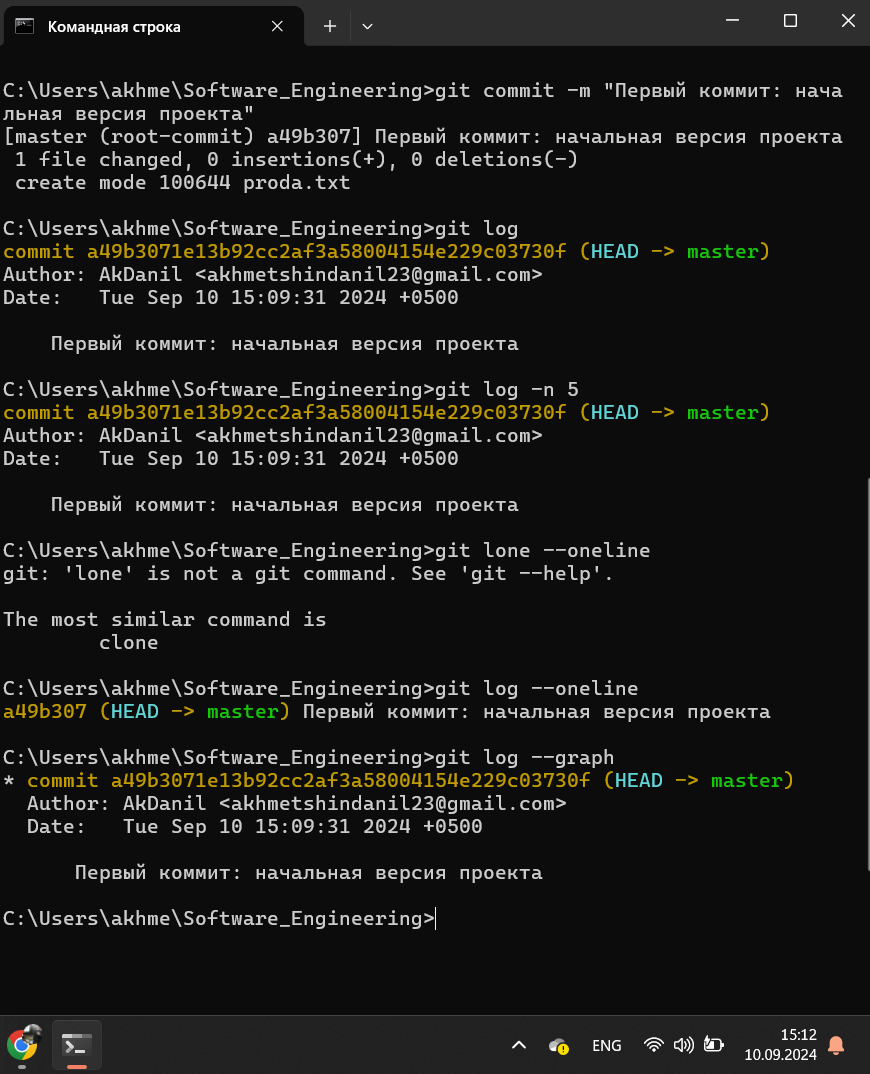 Командная строка
C:\Users\akhme\Software_Engineering>git commit -m "Первый коммит: нача
льная версия проекта"
[master (root-commit) a49b307] Первый коммит: начальная версия проекта
 1 file changed, 0 insertions(+), 0 deletions(-)
 create mode 100644 proda.txt
C:\Users\akhme\Software_Engineering>git log
commit a49b3071e13b92cc2af3a58004154e229c03730f (HEAD -> master)
Author: AkDanil <akhmetshindanil23@gmail.com>
Date:   Tue Sep 10 15:09:31 2024 +0500
    Первый коммит: начальная версия проекта
C:\Users\akhme\Software_Engineering>git log -n 5
commit a49b3071e13b92cc2af3a58004154e229c03730f (HEAD -> master)
Author: AkDanil <akhmetshindanil23@gmail.com>
Date:   Tue Sep 10 15:09:31 2024 +0500
    Первый коммит: начальная версия проекта
C:\Users\akhme\Software_Engineering>git lone --oneline
git: 'lone' is not a git command. See 'git --help'.
The most similar command is
        clone
C:\Users\akhme\Software_Engineering>git log --oneline
a49b307 (HEAD -> master) Первый коммит: начальная версия проекта
C:\Users\akhme\Software_Engineering>git log --graph
* commit a49b3071e13b92cc2af3a58004154e229c03730f (HEAD -> master)
  Author: AkDanil <akhmetshindanil23@gmail.com>
  Date:   Tue Sep 10 15:09:31 2024 +0500
      Первый коммит: начальная версия проекта
C:\Users\akhme\Software_Engineering>
ENG
15:12
10.09.2024